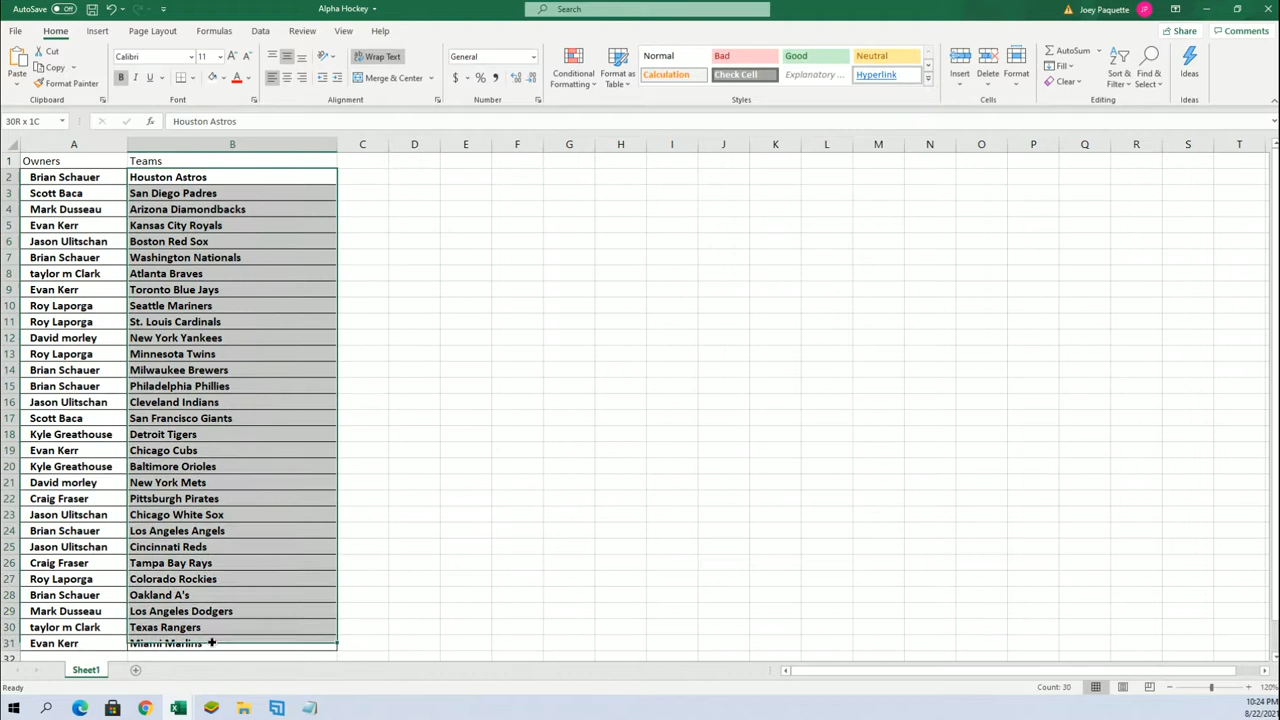 AutoSave Off Alpha Hockey Search Joey Paquette JP
File Home Insert Page Layout Formulas Data Review View Help Share Comments
Paste Cut Copy Format Painter Clipboard
Calibri 11 A A B I U A Font
Wrap Text Merge & Center Alignment
General $ % , Number
Conditional Formatting Format as Table
Normal Bad Good Neutral
Calculation Check Cell Explanatory ... Hyperlink
Styles
Insert Delete Format Cells
AutoSum Fill Clear Sort & Filter Find & Select Editing
Ideas Ideas
30R x 1C fx Houston Astros
A B C D E F G H I J K L M N O P Q R S T
1 Owners Teams
2 Brian Schauer Houston Astros
3 Scott Baca San Diego Padres
4 Mark Dusseau Arizona Diamondbacks
5 Evan Kerr Kansas City Royals
6 Jason Ulitschan Boston Red Sox
7 Brian Schauer Washington Nationals
8 taylor m Clark Atlanta Braves
9 Evan Kerr Toronto Blue Jays
10 Roy Laporga Seattle Mariners
11 Roy Laporga St. Louis Cardinals
12 David morley New York Yankees
13 Roy Laporga Minnesota Twins
14 Brian Schauer Milwaukee Brewers
15 Brian Schauer Philadelphia Phillies
16 Jason Ulitschan Cleveland Indians
17 Scott Baca San Francisco Giants
18 Kyle Greathouse Detroit Tigers
19 Evan Kerr Chicago Cubs
20 Kyle Greathouse Baltimore Orioles
21 David morley New York Mets
22 Craig Fraser Pittsburgh Pirates
23 Jason Ulitschan Chicago White Sox
24 Brian Schauer Los Angeles Angels
25 Jason Ulitschan Cincinnati Reds
26 Craig Fraser Tampa Bay Rays
27 Roy Laporga Colorado Rockies
28 Brian Schauer Oakland A's
29 Mark Dusseau Los Angeles Dodgers
30 taylor m Clark Texas Rangers
31 Evan Kerr Miami Marlins
32
Sheet1
Ready Count: 30 120%
10:24 PM
8/22/2021